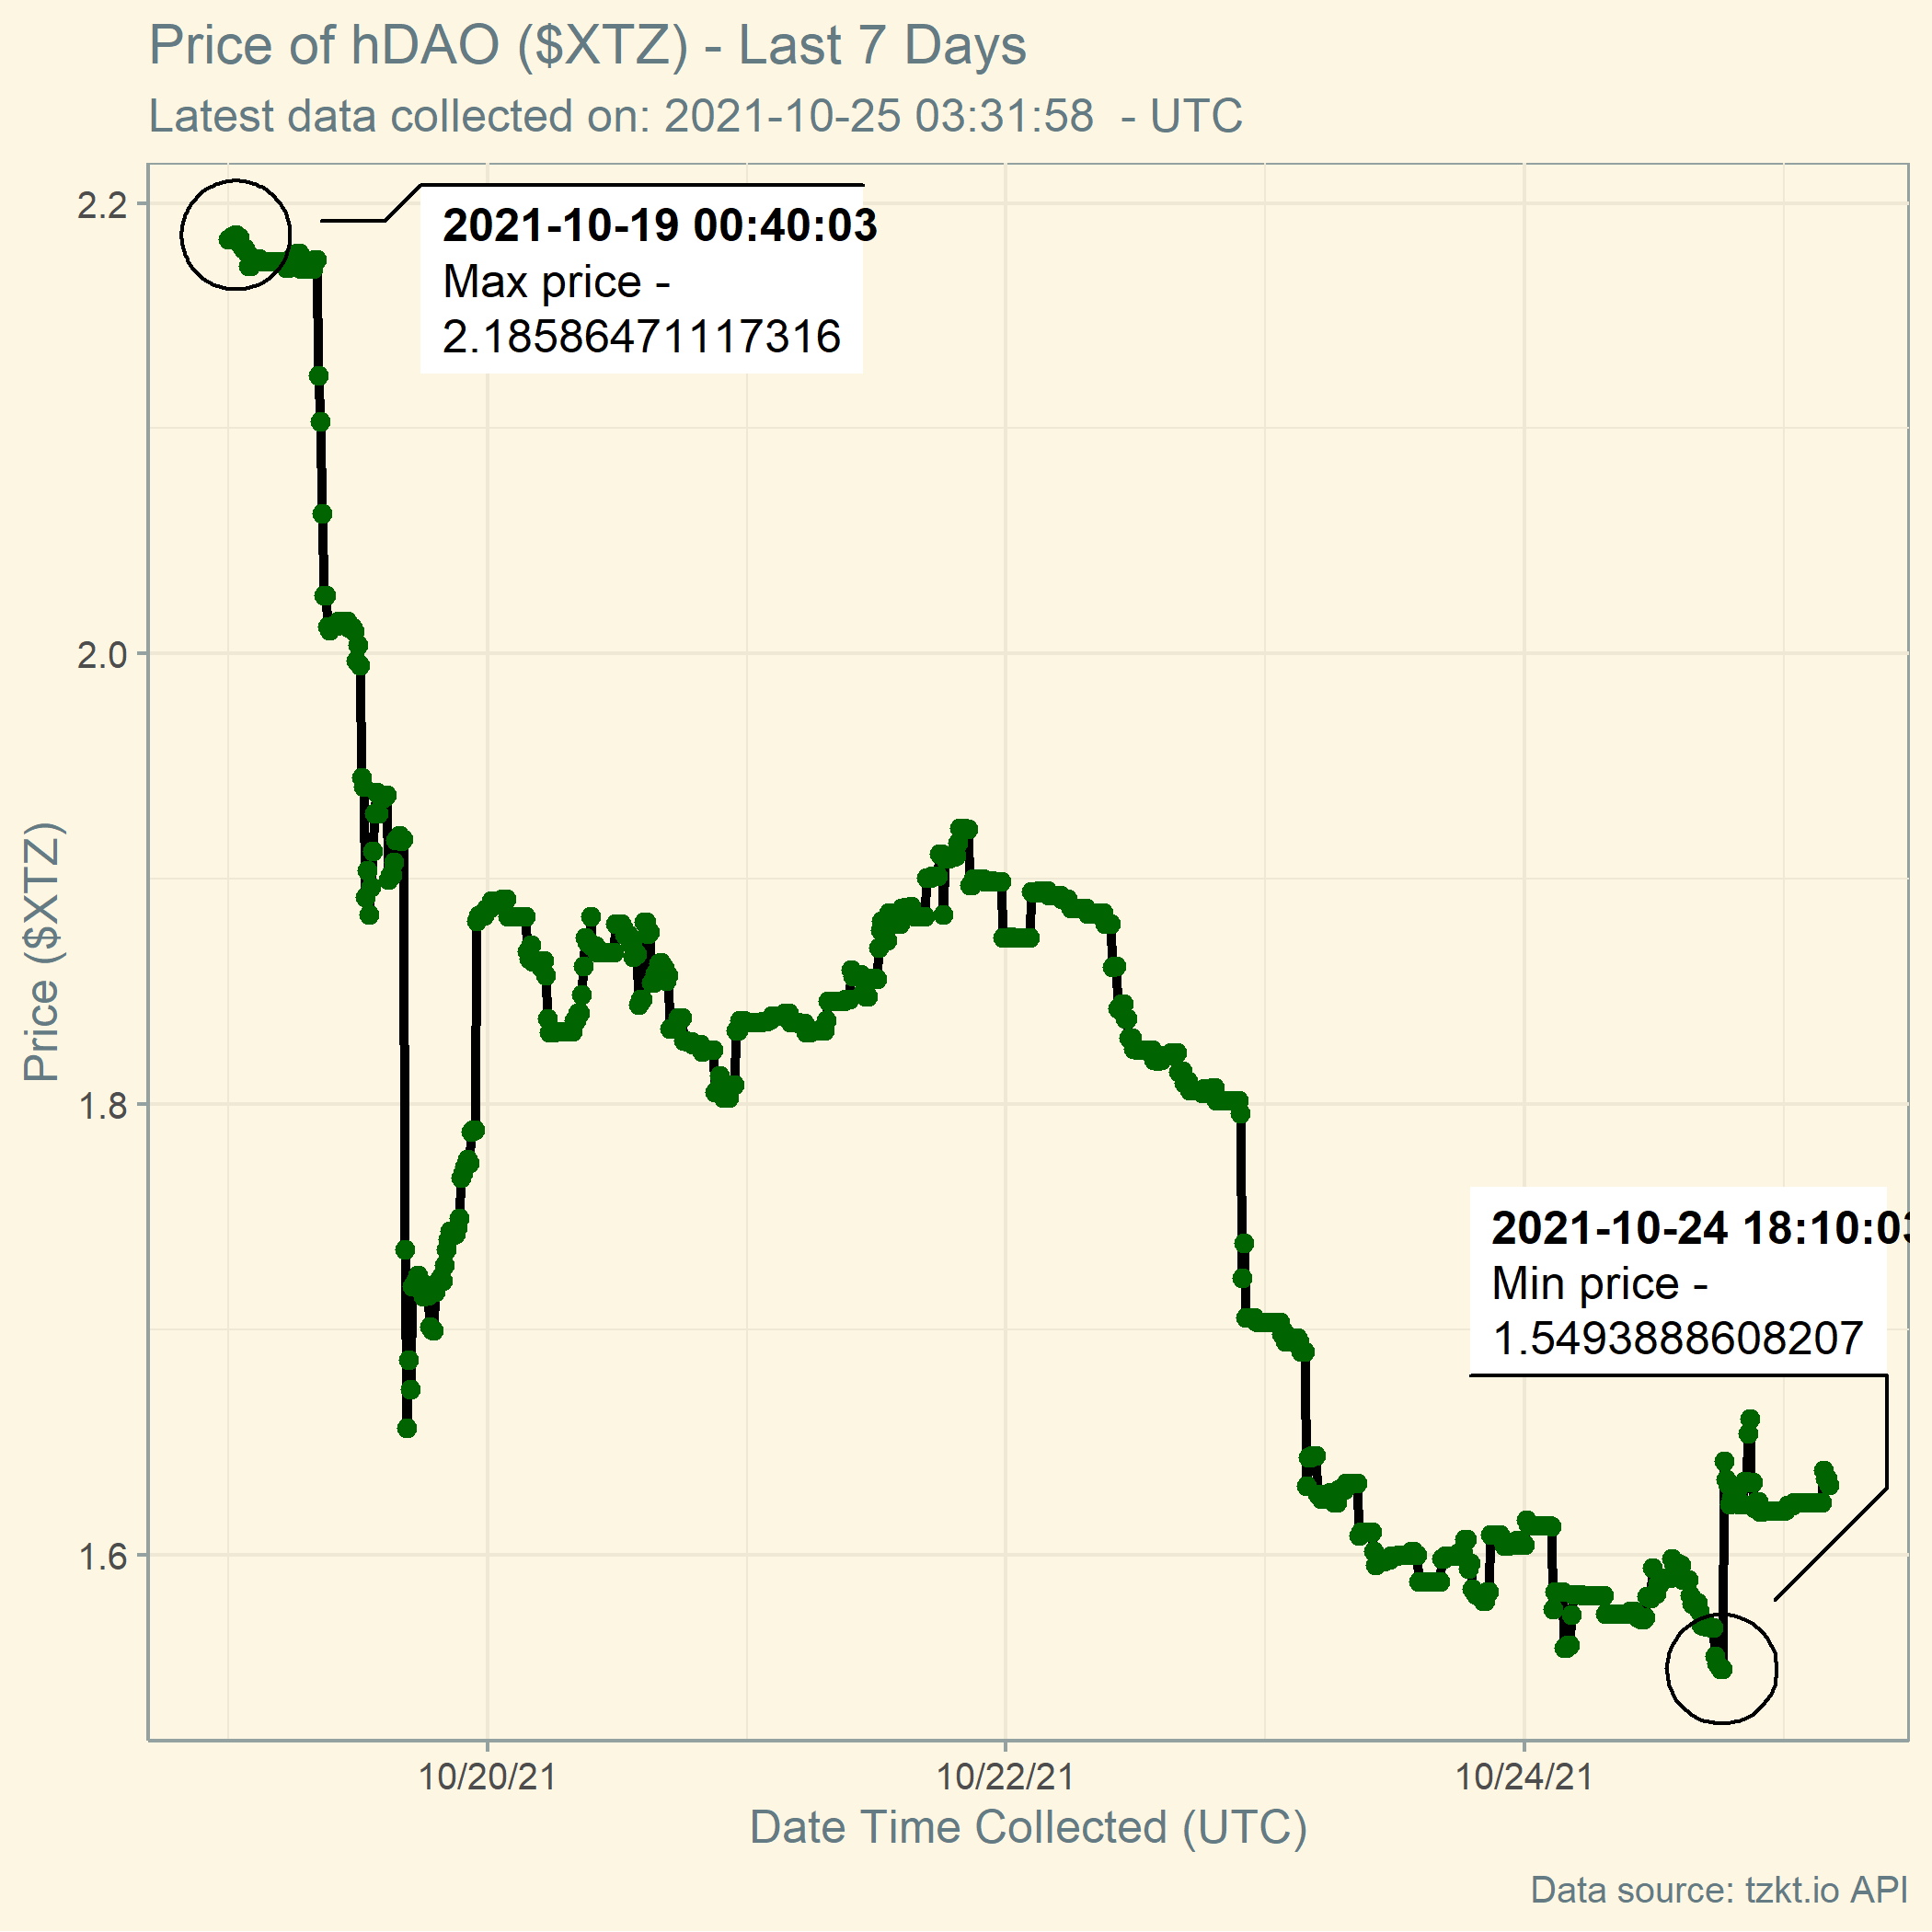 Price of hDAO ($XTZ) - Last 7 Days
Latest data collected on: 2021-10-25 03:31:58  - UTC
2.2
2.0
1.8
1.6
Price ($XTZ)
2021-10-19 00:40:03
Max price -
2.18586471117316
2021-10-24 18:10:03
Min price -
1.5493888608207
10/20/21
10/22/21
10/24/21
Date Time Collected (UTC)
Data source: tzkt.io API